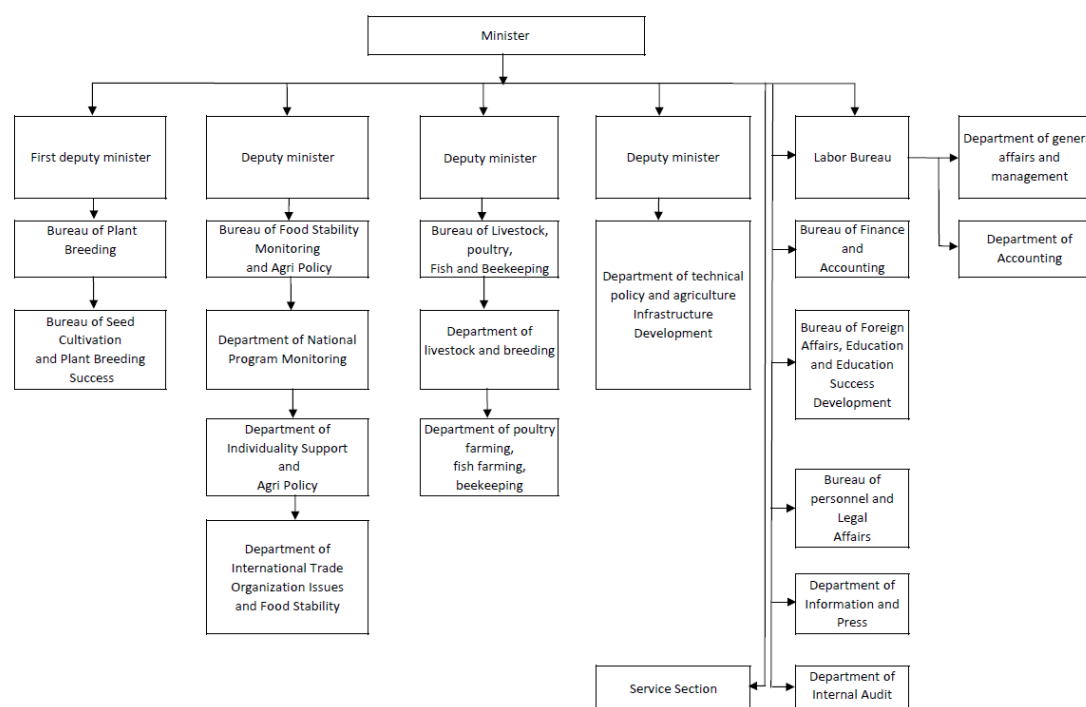 Minister
First deputy minister
Deputy minister
Deputy minister
Deputy minister
Labor Bureau
Department of gener
affairs and
management
Bureau of Plant
Breeding
Bureau of Food Stability
Monitoring
and Agri Policy
Bureau of Livestock,
poultry,
Fish and Beekeeping
Department of technical
policy and agriculture
Infrastructure
Development
Bureau of Finance
and
Accounting
Department of
Accounting
Bureau of Seed
Cultivation
and Plant Breeding
Success
Department of National
Program Monitoring
Department of
livestock and breeding
Bureau of Foreign
Affairs, Education
and Education
Success
Development
Department of
Individuality Support
and
Agri Policy
Department of poultry
farming,
fish farming,
beekeeping
Bureau of
personnel and
Legal
Affairs
Department of
International Trade
Organization Issues
and Food Stability
Department of
Information and
Press
Service Section
Department of
Internal Audit